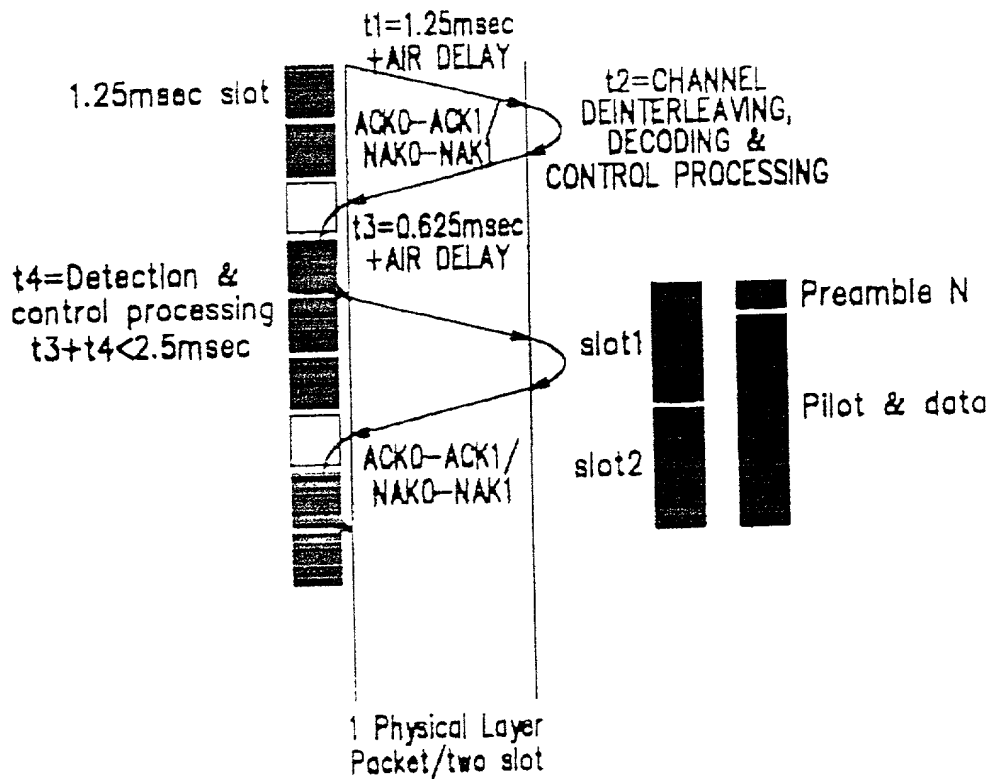 t1=1.25msec
+AIR DELAY
1.25msec slot
t2=CHANNEL
DEINTERLEAVING,
DECODING &
CONTROL PROCESSING
ACK0-ACK1/
NAK0-NAK1
t3=0.625msec
+AIR DELAY
t4=Detection &
control processing
t3+t4<2.5msec
Preamble N
slot1
Pilot & data
slot2
ACK0-ACK1/
NAK0-NAK1
1 Physical Layer
Packet/two slot